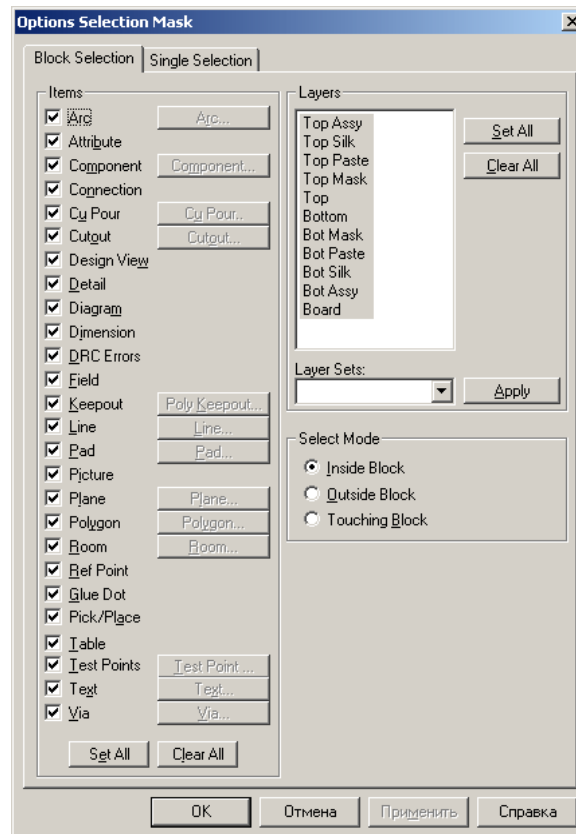 Options Selection Mask
Block Selection Single Selection
Items
Arc Arc...
Attribute
Component Component...
Connection
Cu Pour Cu Pour..
Cutout Cutout...
Design View
Detail
Diagram
Dimension
DRC Errors
Field
Keepout Poly Keepout...
Line Line...
Pad Pad...
Picture
Plane Plane...
Polygon Polygon...
Room Room...
Ref Point
Glue Dot
Pick/Place
Table
Test Points Test Point ...
Text Text...
Via Via...
Set All Clear All
Layers
Top Assy
Top Silk
Top Paste
Top Mask
Top
Bottom
Bot Mask
Bot Paste
Bot Silk
Bot Assy
Board
Set All
Clear All
Layer Sets:
Apply
Select Mode
Inside Block
Outside Block
Touching Block
OK Отмена Применить Справка